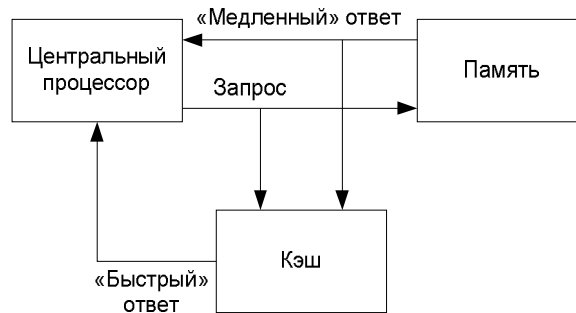 «Медленный» ответ
Центральный
процессор
Память
Запрос
Кэш
«Быстрый»
ответ